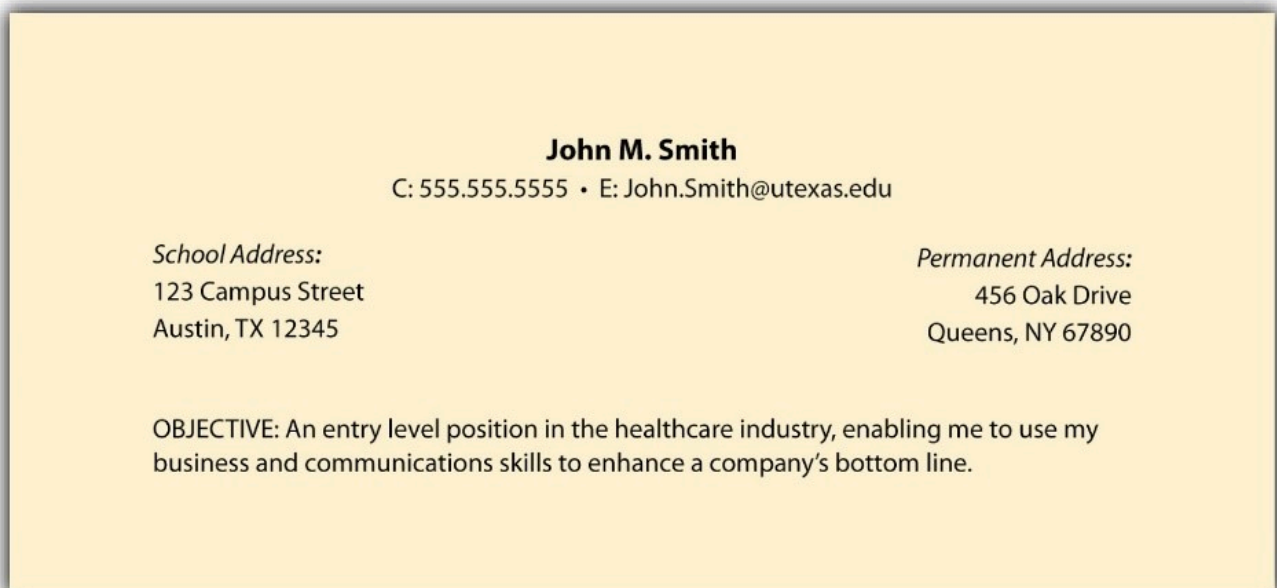 John M. Smith
C: 555.555.5555 • E: John.Smith@utexas.edu
School Address:
123 Campus Street
Austin, TX 12345
Permanent Address:
456 Oak Drive
Queens, NY 67890
OBJECTIVE: An entry level position in the healthcare industry, enabling me to use my
business and communications skills to enhance a company’s bottom line.